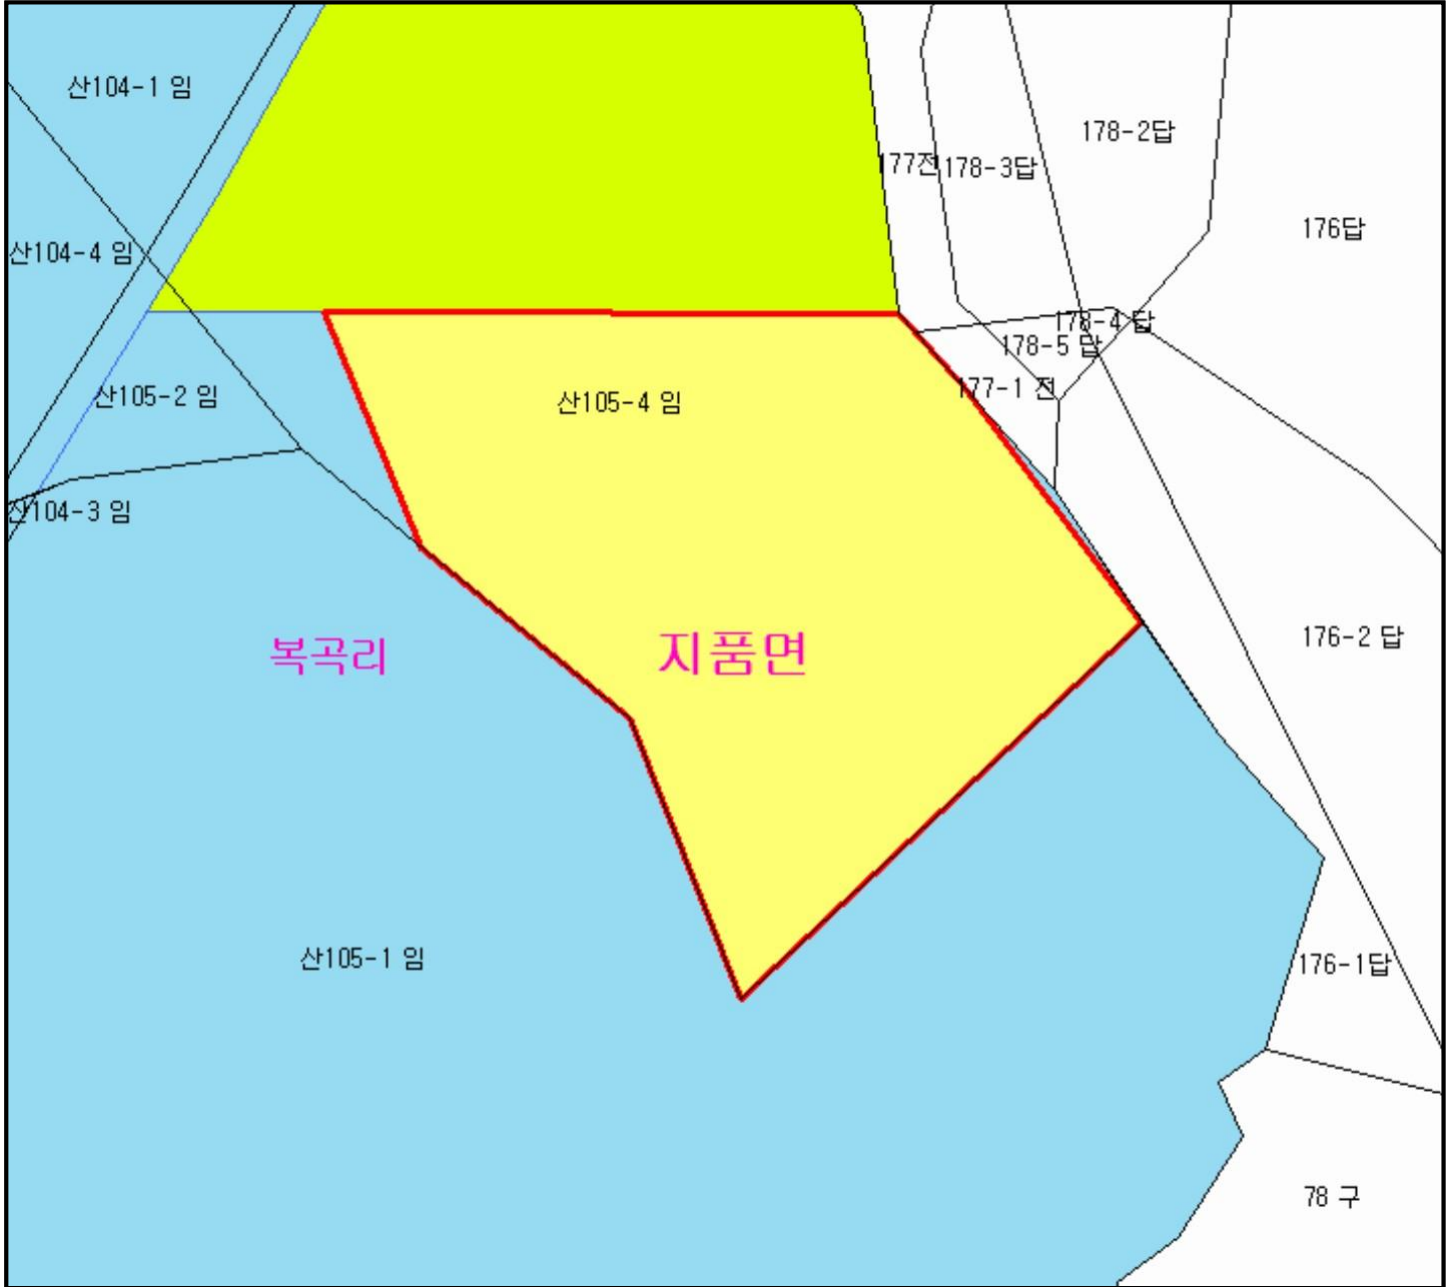 산104-1 임
178-2답
177전
178-3답
176답
산104-4 임
178-4 답
178-5 답
177-1 전
산105-2 임
산105-4 임
산104-3 임
복곡리
지품면
176-2 답
산105-1 임
176-1답
78 구